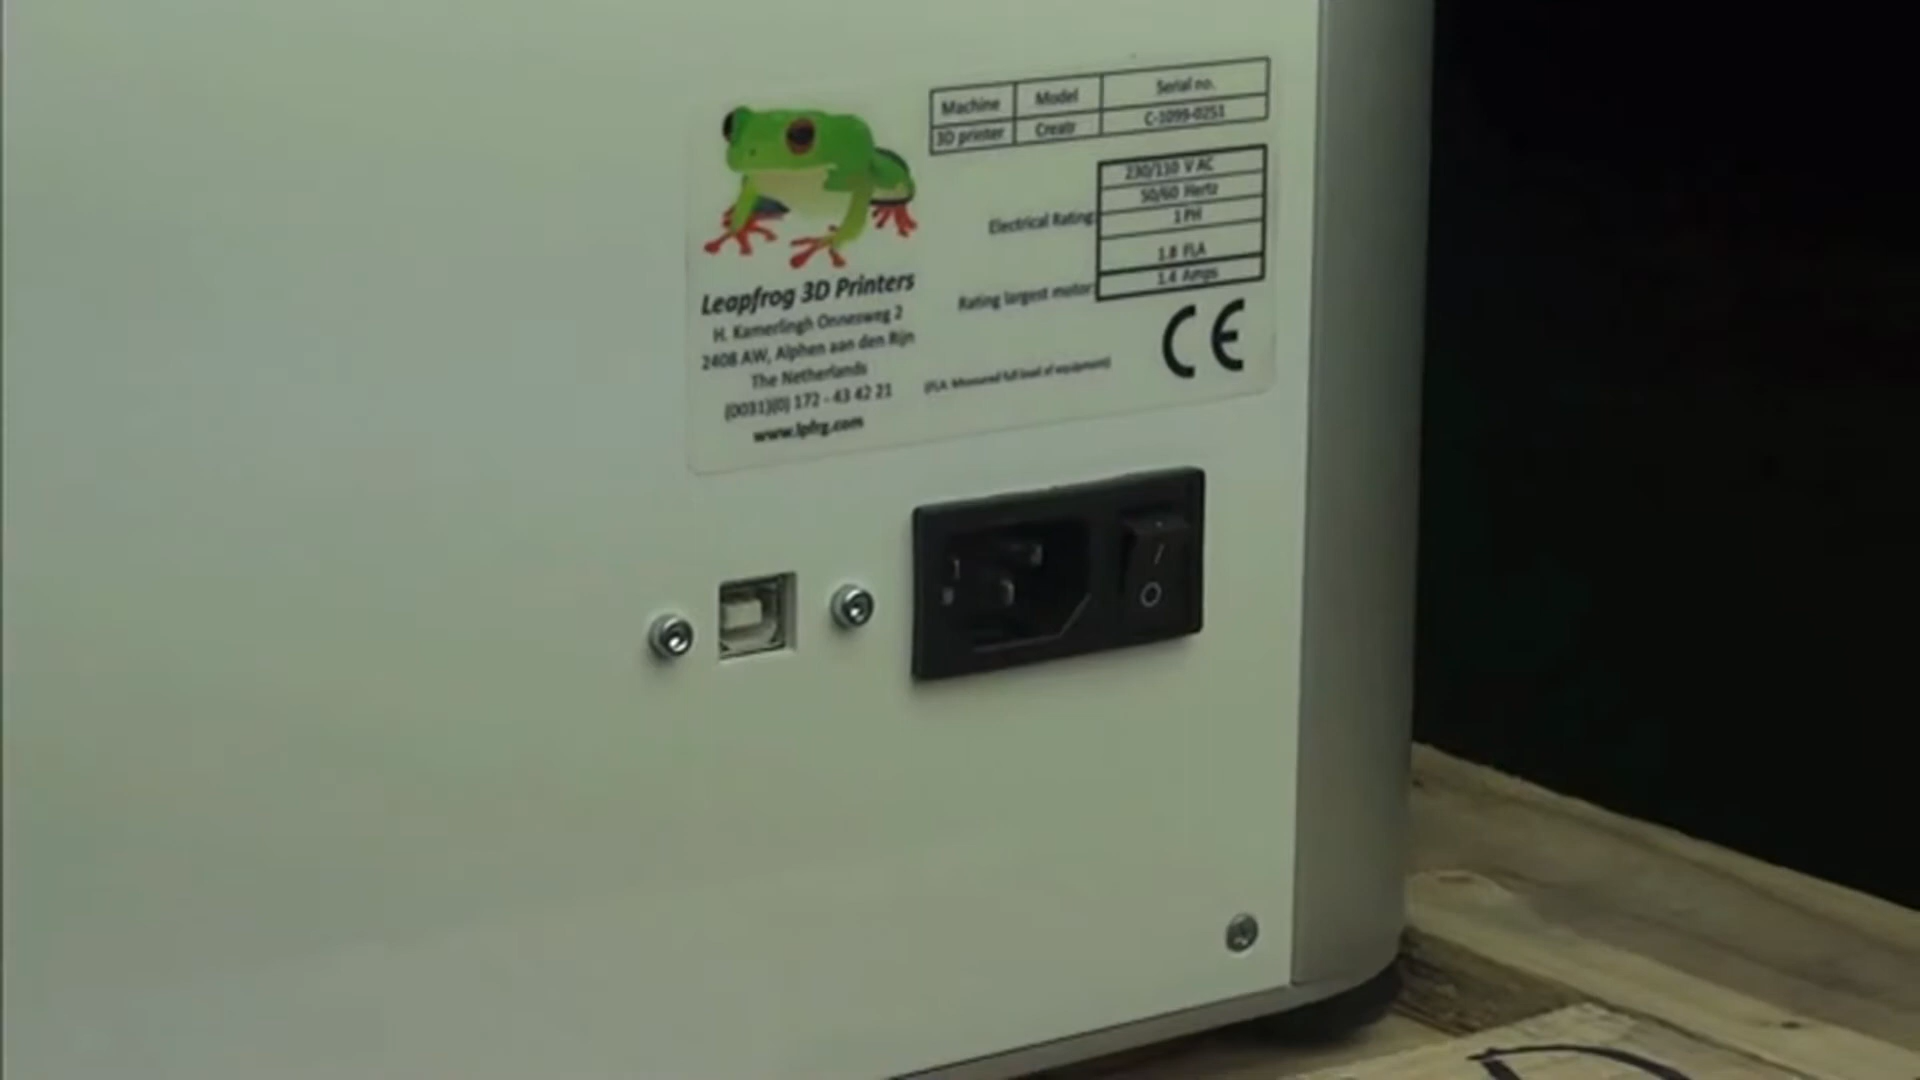 Machine Model Serial no.
3D printer Creatr C-1099-0251
230/110 V AC
50/60 Hertz
Electrical Rating: 1 PH
1.8 FLA
Rating largest motor: 1.4 Amps
(FLA: Measured full load of equipment)
CE
Leapfrog 3D Printers
H. Kamerlingh Onnesweg 2
2408 AW, Alphen aan den Rijn
The Netherlands
(0031)(0) 172 - 43 42 21
www.lpfrg.com
I
O